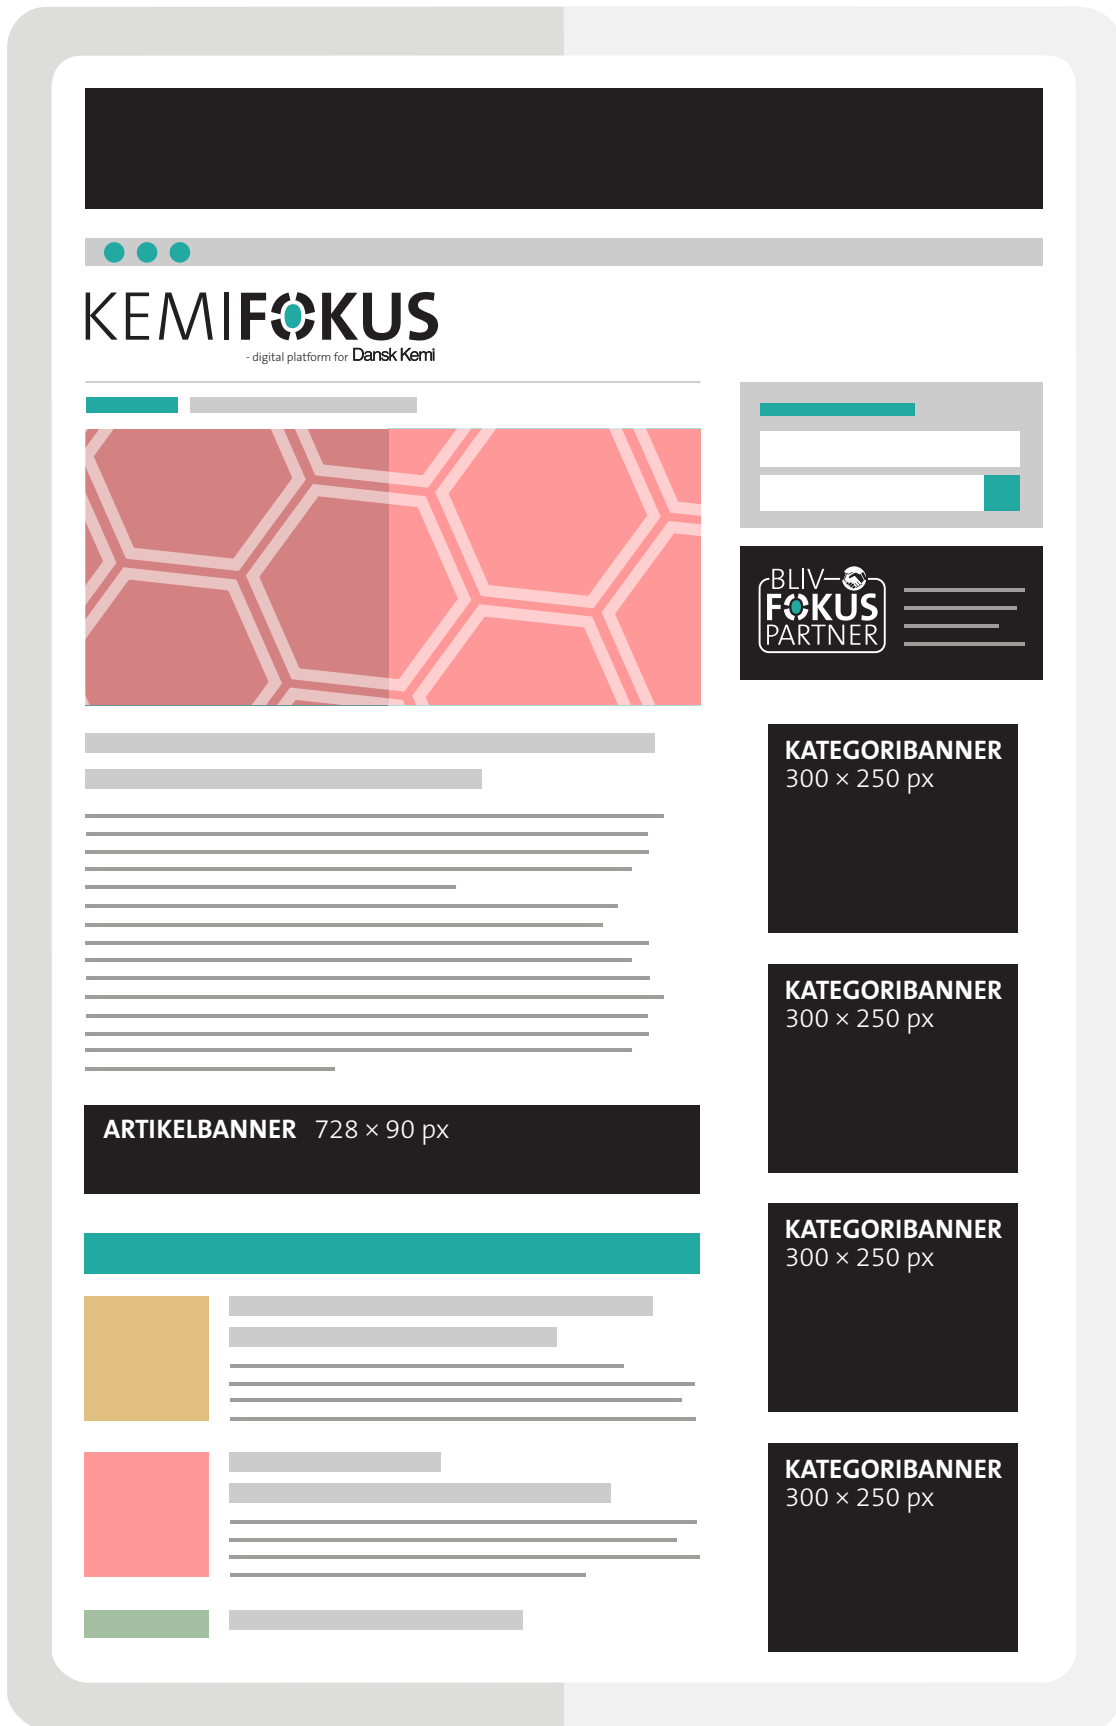 KEMIFOKUS
- digital platform for Dansk Kemi
BLIV
FOKUS
PARTNER
KATEGORIBANNER
300 × 250 px
KATEGORIBANNER
300 × 250 px
ARTIKELBANNER 728 × 90 px
KATEGORIBANNER
300 × 250 px
KATEGORIBANNER
300 × 250 px